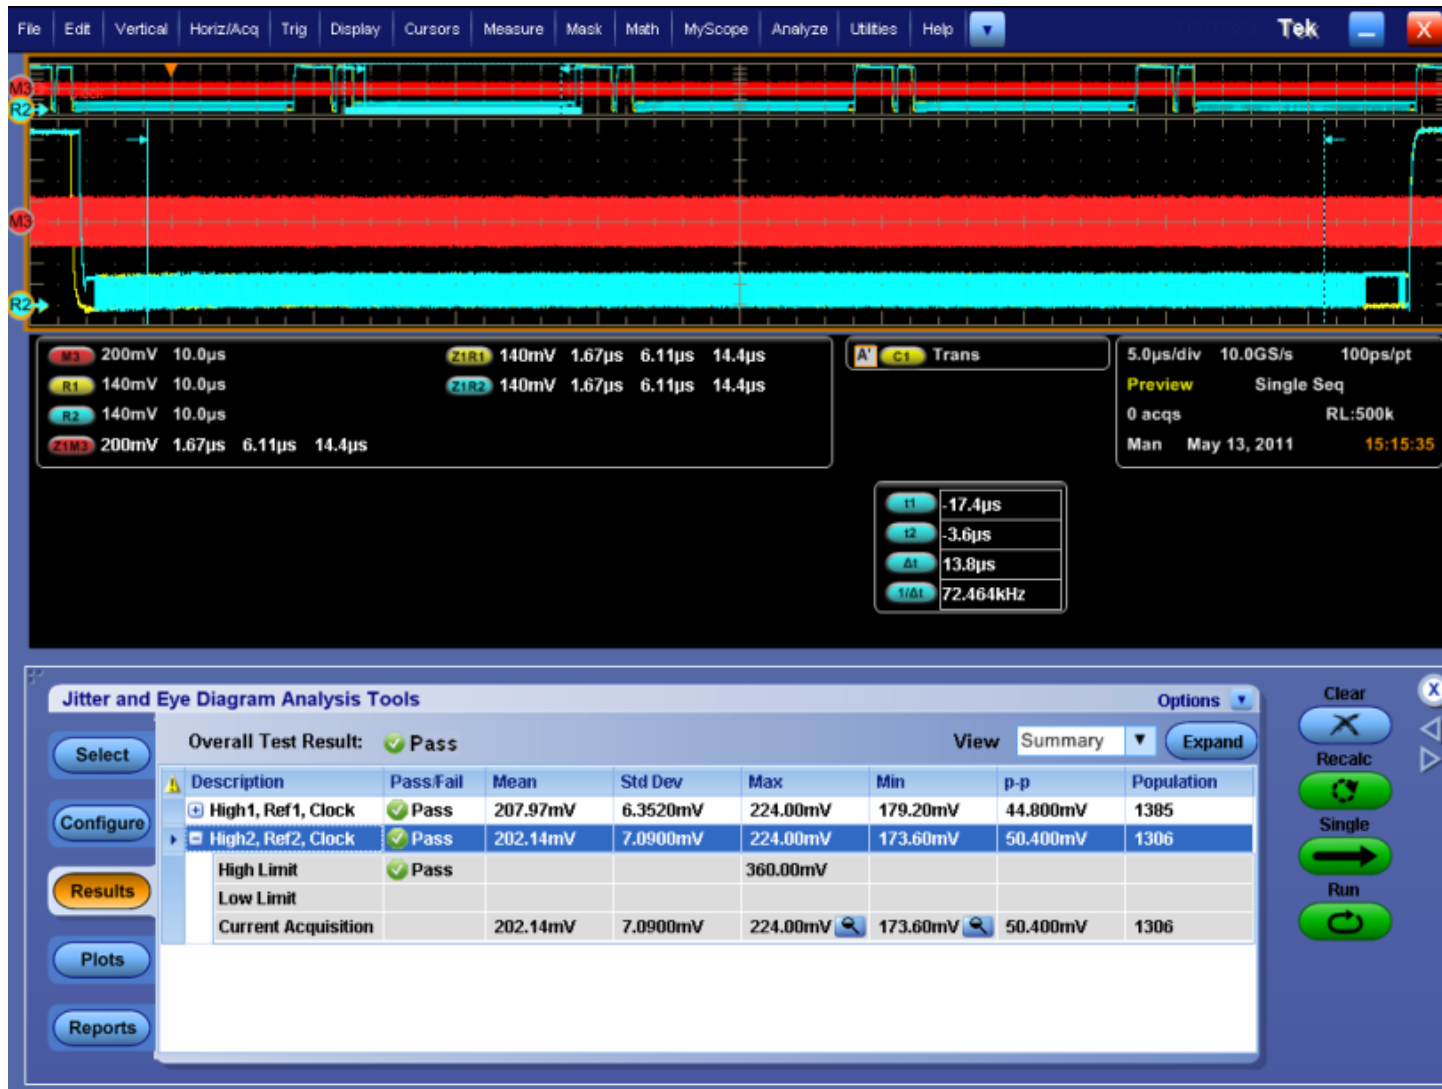 File Edit Vertical Horiz/Acq Trig Display Cursors Measure Mask Math MyScope Analyze Utilities Help Tek X
M3
R2
M3
R2
M3 200mV 10.0µs Z1R1 140mV 1.67µs 6.11µs 14.4µs A' C1 Trans 5.0µs/div 10.0GS/s 100ps/pt
R1 140mV 10.0µs Z1R2 140mV 1.67µs 6.11µs 14.4µs Preview Single Seq
R2 140mV 10.0µs 0 acqs RL:500k
Z1M3 200mV 1.67µs 6.11µs 14.4µs Man May 13, 2011 15:15:35
t1 -17.4µs
t2 -3.6µs
Δt 13.8µs
1/Δt 72.464kHz
Jitter and Eye Diagram Analysis Tools Options Clear X
Select Overall Test Result: Pass View Summary Expand Recalc
Description Pass/Fail Mean Std Dev Max Min p-p Population
High1, Ref1, Clock Pass 207.97mV 6.3520mV 224.00mV 179.20mV 44.800mV 1385
Configure High2, Ref2, Clock Pass 202.14mV 7.0900mV 224.00mV 173.60mV 50.400mV 1306 Single
High Limit Pass 360.00mV
Results Low Limit Run
Current Acquisition 202.14mV 7.0900mV 224.00mV 173.60mV 50.400mV 1306
Plots
Reports